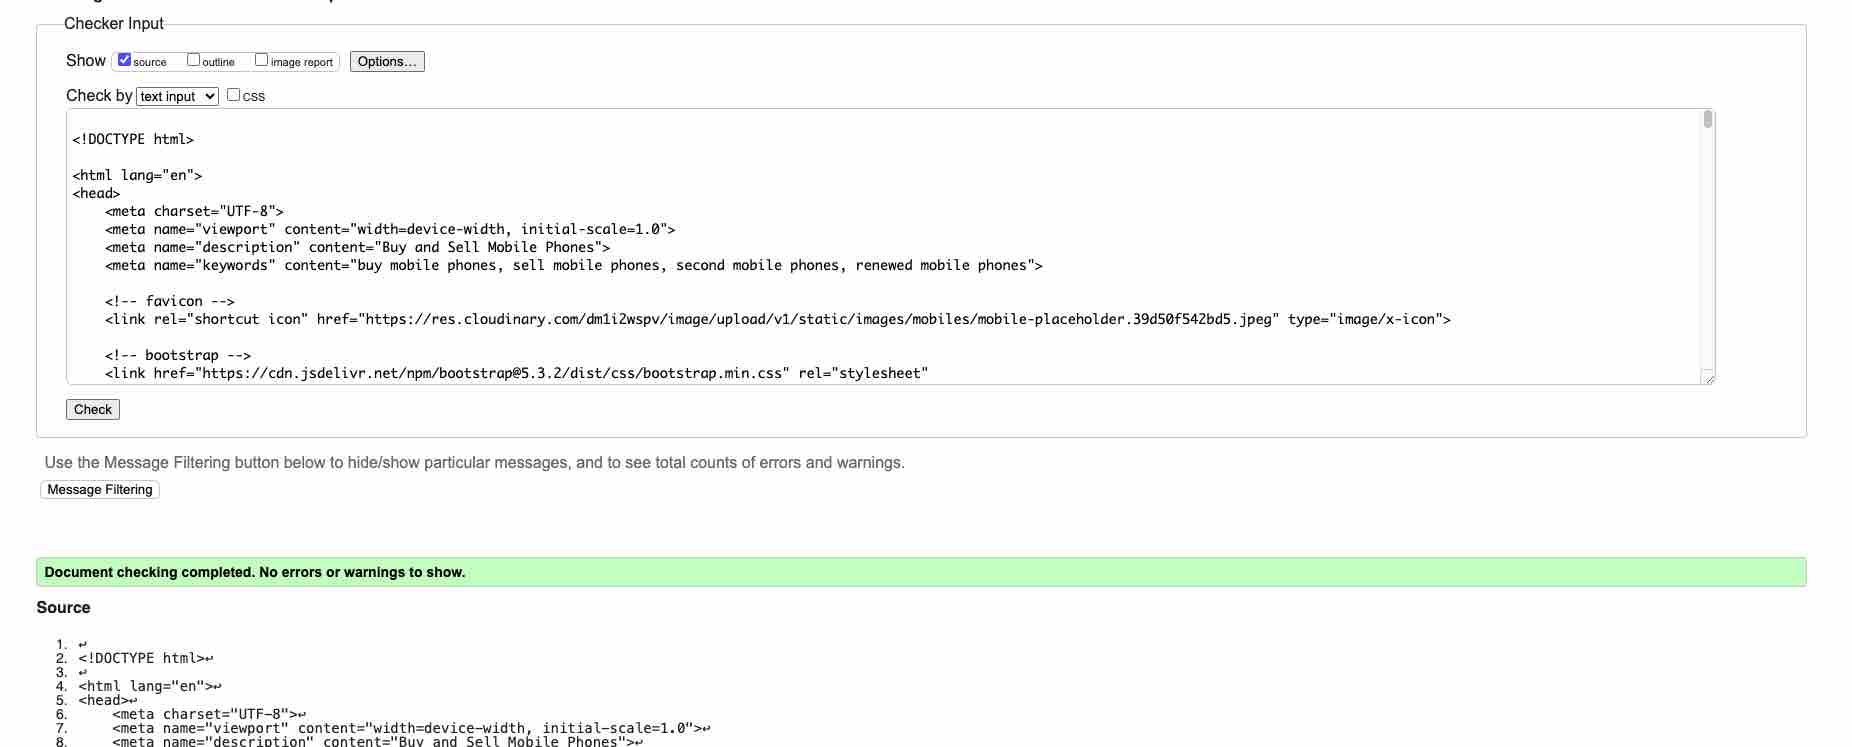 Checker Input
Show source outline image report Options...
Check by text input CSS
<!DOCTYPE html>
<html lang="en">
<head>
<meta charset="UTF-8">
<meta name="viewport" content="width=device-width, initial-scale=1.0">
<meta name="description" content="Buy and Sell Mobile Phones">
<meta name="keywords" content="buy mobile phones, sell mobile phones, second mobile phones, renewed mobile phones">
<!-- favicon -->
<link rel="shortcut icon" href="https://res.cloudinary.com/dm1i2wspv/image/upload/v1/static/images/mobiles/mobile-placeholder.39d50f542bd5.jpeg" type="image/x-icon">
<!-- bootstrap -->
<link href="https://cdn.jsdelivr.net/npm/bootstrap@5.3.2/dist/css/bootstrap.min.css" rel="stylesheet"
Check
Use the Message Filtering button below to hide/show particular messages, and to see total counts of errors and warnings.
Message Filtering
Document checking completed. No errors or warnings to show.
Source
1. ↩
2. <!DOCTYPE html>↩
3. ↩
4. <html lang="en">↩
5. <head>↩
6. <meta charset="UTF-8">↩
7. <meta name="viewport" content="width=device-width, initial-scale=1.0">↩
8. <meta name="description" content="Buy and Sell Mobile Phones">↩